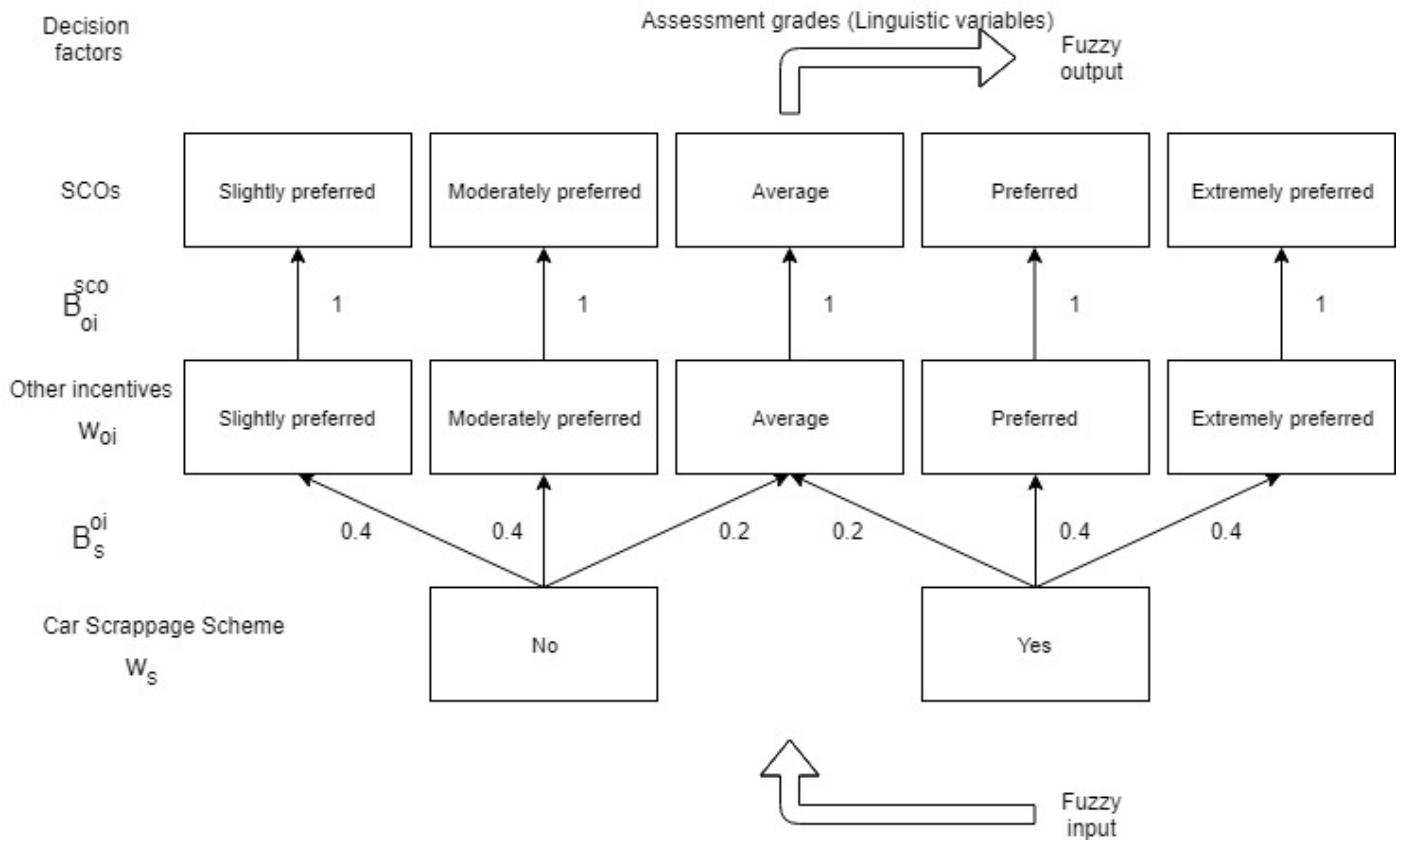 Decision
factors
Assessment grades (Linguistic variables)
Fuzzy
output
SCOs
Slightly preferred
Moderately preferred
Average
Preferred
Extremely preferred
B oi sco
1
1
1
1
1
Other incentives
W oi
Slightly preferred
Moderately preferred
Average
Preferred
Extremely preferred
B s oi
0.4
0.4
0.2
0.2
0.4
0.4
Car Scrappage Scheme
W s
No
Yes
Fuzzy
input